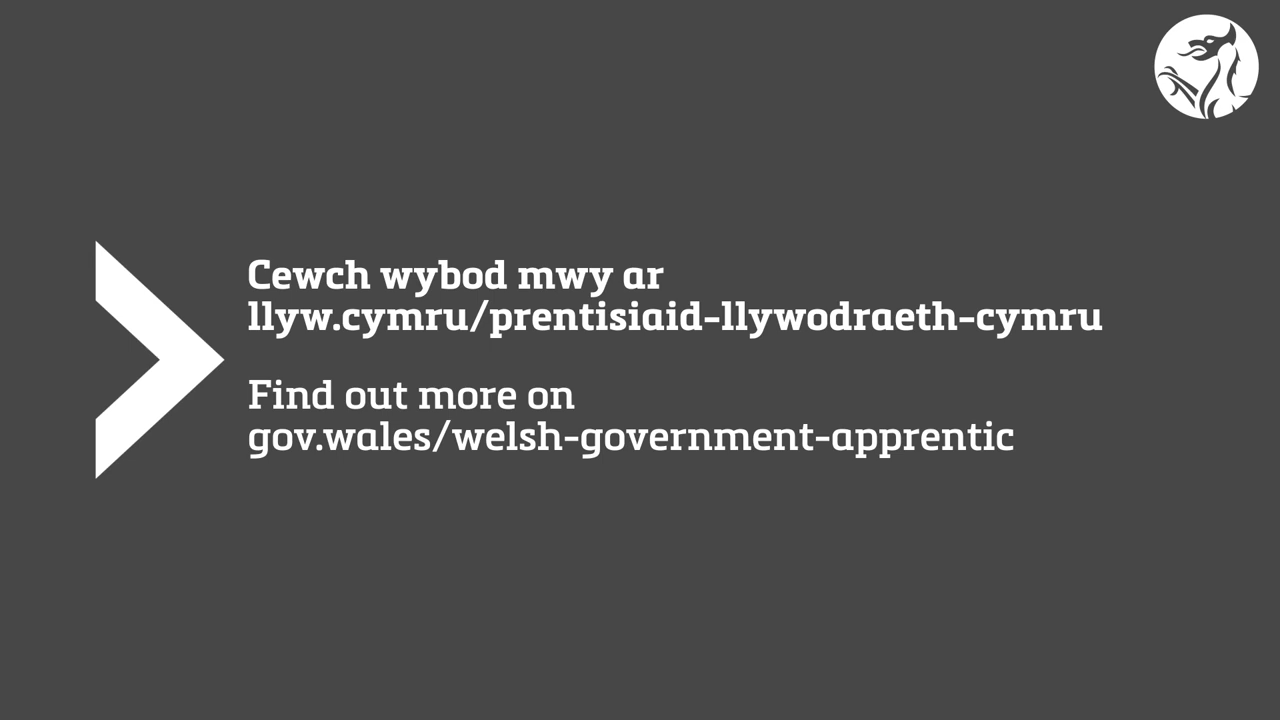 Cewch wybod mwy ar
llyw.cymru/prentisiaid-llywodraeth-cymru
Find out more on
gov.wales/welsh-government-apprentic